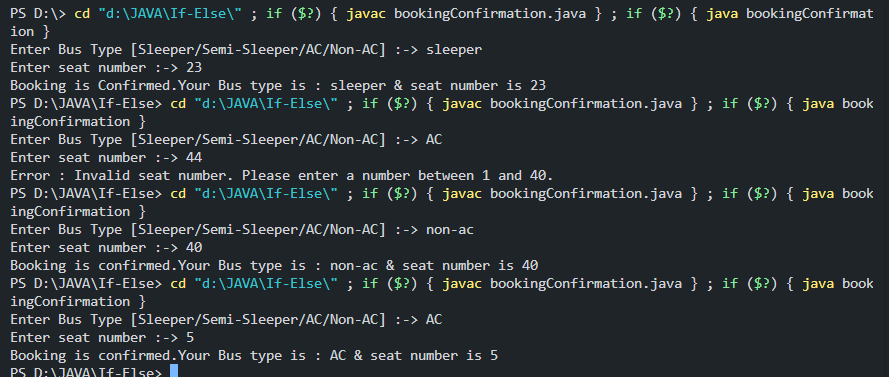 PS D:\> cd "d:\JAVA\If-Else\" ; if ($?) { javac bookingConfirmation.java } ; if ($?) { java bookingConfirmat
ion }
Enter Bus Type [Sleeper/Semi-Sleeper/AC/Non-AC] :-> sleeper
Enter seat number :-> 23
Booking is Confirmed.Your Bus type is : sleeper & seat number is 23
PS D:\JAVA\If-Else> cd "d:\JAVA\If-Else\" ; if ($?) { javac bookingConfirmation.java } ; if ($?) { java book
ingConfirmation }
Enter Bus Type [Sleeper/Semi-Sleeper/AC/Non-AC] :-> AC
Enter seat number :-> 44
Error : Invalid seat number. Please enter a number between 1 and 40.
PS D:\JAVA\If-Else> cd "d:\JAVA\If-Else\" ; if ($?) { javac bookingConfirmation.java } ; if ($?) { java book
ingConfirmation }
Enter Bus Type [Sleeper/Semi-Sleeper/AC/Non-AC] :-> non-ac
Enter seat number :-> 40
Booking is confirmed.Your Bus type is : non-ac & seat number is 40
PS D:\JAVA\If-Else> cd "d:\JAVA\If-Else\" ; if ($?) { javac bookingConfirmation.java } ; if ($?) { java book
ingConfirmation }
Enter Bus Type [Sleeper/Semi-Sleeper/AC/Non-AC] :-> AC
Enter seat number :-> 5
Booking is confirmed.Your Bus type is : AC & seat number is 5
PS D:\JAVA\If-Else>